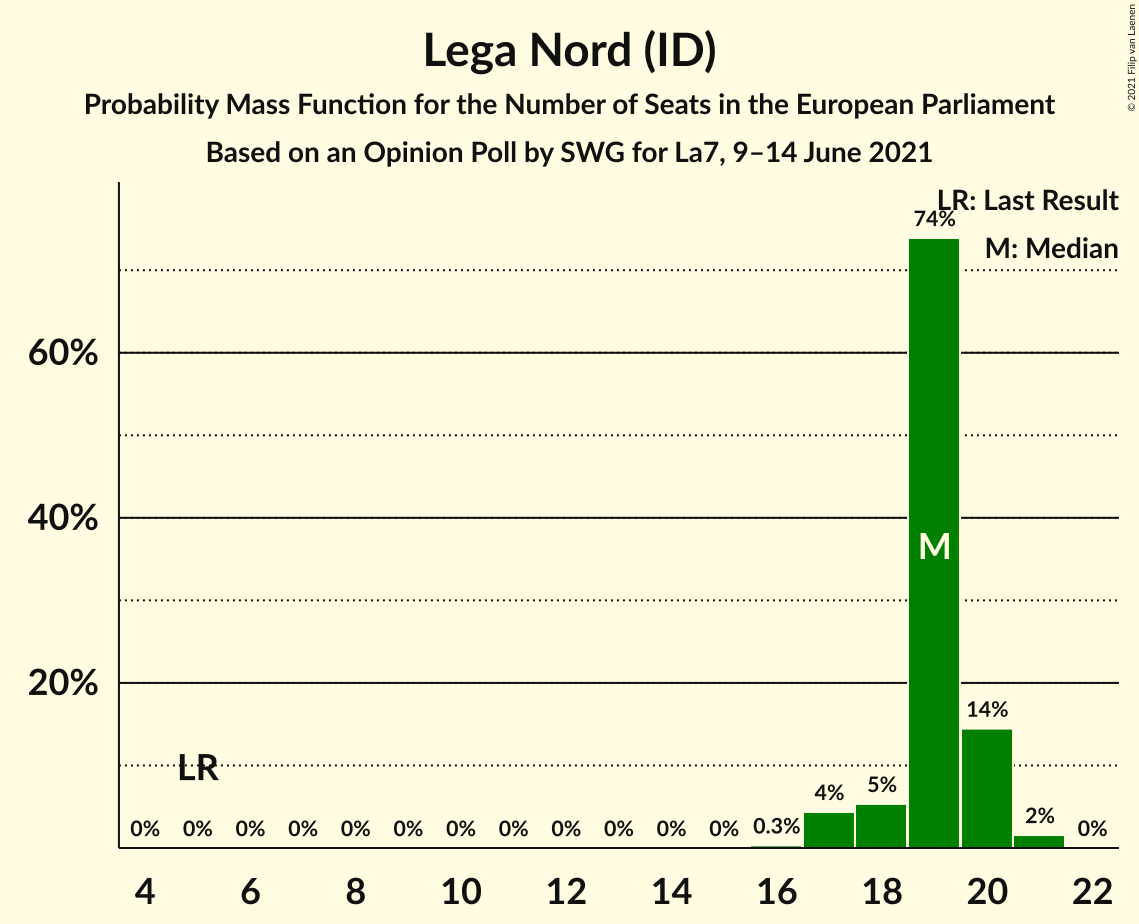 Lega Nord (ID)
Probability Mass Function for the Number of Seats in the European Parliament
Based on an Opinion Poll by SWG for La7, 9–14 June 2021
© 2021 Filip van Laenen
LR: Last Result
M: Median
74%
60%
40%
M
20%
14%
LR
0% 0% 0% 0% 0% 0% 0% 0% 0% 0% 0% 0% 0.3% 4% 5% 2% 0%
4 6 8 10 12 14 16 18 20 22